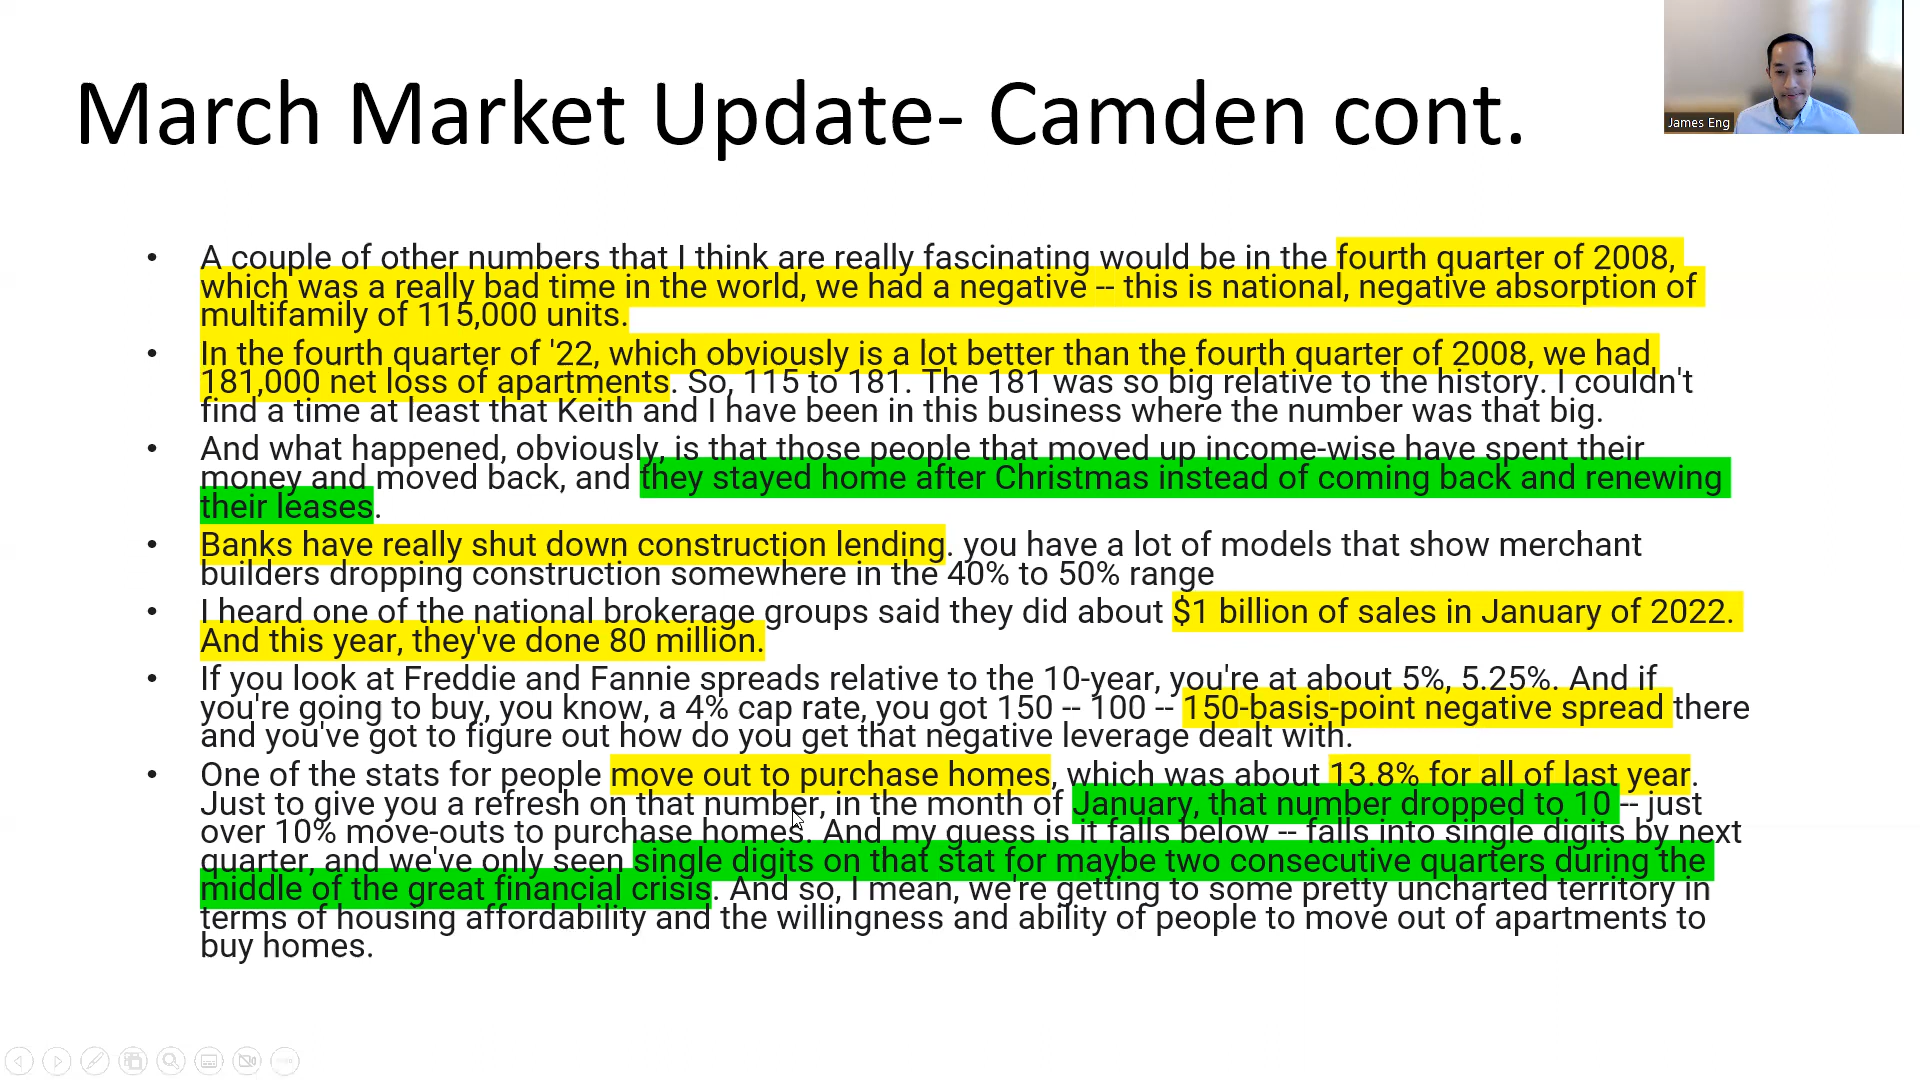 March Market Update- Camden cont.
James Eng
• A couple of other numbers that I think are really fascinating would be in the fourth quarter of 2008,
which was a really bad time in the world, we had a negative -- this is national, negative absorption of
multifamily of 115,000 units.
• In the fourth quarter of '22, which obviously is a lot better than the fourth quarter of 2008, we had
181,000 net loss of apartments. So, 115 to 181. The 181 was so big relative to the history. I couldn't
find a time at least that Keith and I have been in this business where the number was that big.
• And what happened, obviously, is that those people that moved up income-wise have spent their
money and moved back, and they stayed home after Christmas instead of coming back and renewing
their leases.
• Banks have really shut down construction lending. you have a lot of models that show merchant
builders dropping construction somewhere in the 40% to 50% range
• I heard one of the national brokerage groups said they did about $1 billion of sales in January of 2022.
And this year, they've done 80 million.
• If you look at Freddie and Fannie spreads relative to the 10-year, you're at about 5%, 5.25%. And if
you're going to buy, you know, a 4% cap rate, you got 150 -- 100 -- 150-basis-point negative spread there
and you've got to figure out how do you get that negative leverage dealt with.
• One of the stats for people move out to purchase homes, which was about 13.8% for all of last year.
Just to give you a refresh on that number, in the month of January, that number dropped to 10 -- just
over 10% move-outs to purchase homes. And my guess is it falls below -- falls into single digits by next
quarter, and we've only seen single digits on that stat for maybe two consecutive quarters during the
middle of the great financial crisis. And so, I mean, we're getting to some pretty uncharted territory in
terms of housing affordability and the willingness and ability of people to move out of apartments to
buy homes.